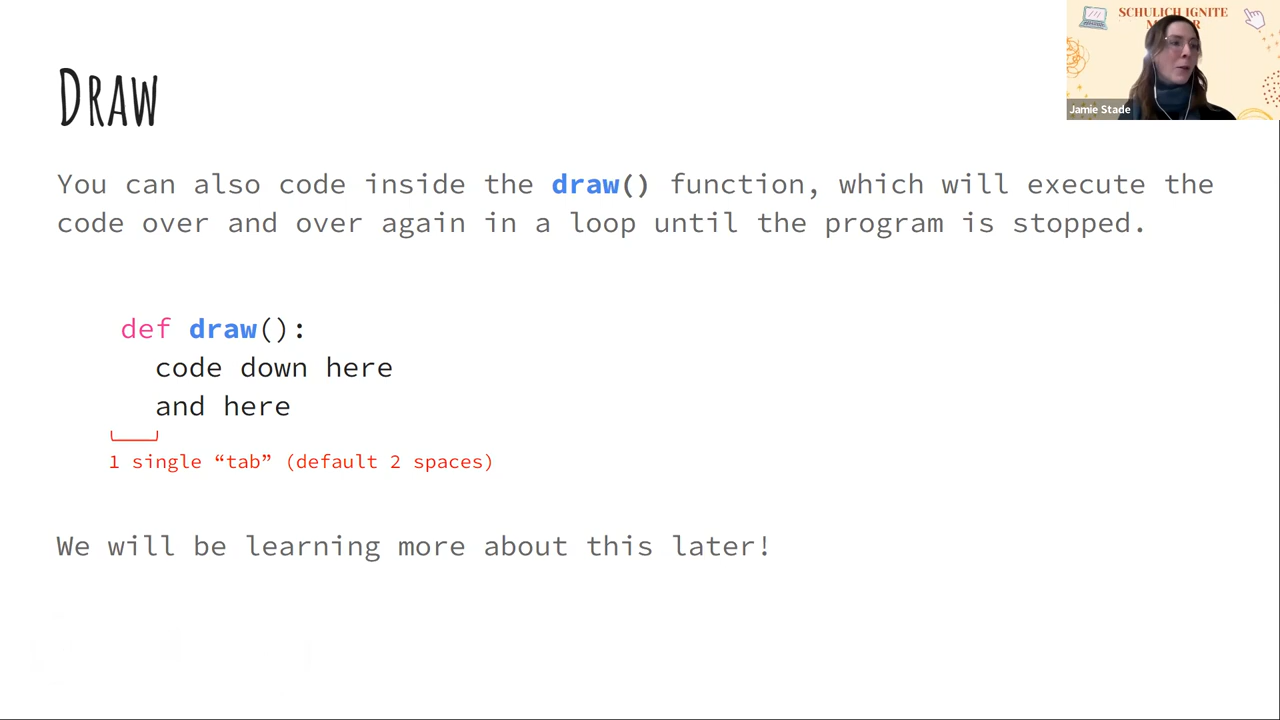 SCHULICH IGNITE
Jamie Stade
DRAW
You can also code inside the draw() function, which will execute the
code over and over again in a loop until the program is stopped.
def draw():
code down here
and here
1 single “tab” (default 2 spaces)
We will be learning more about this later!